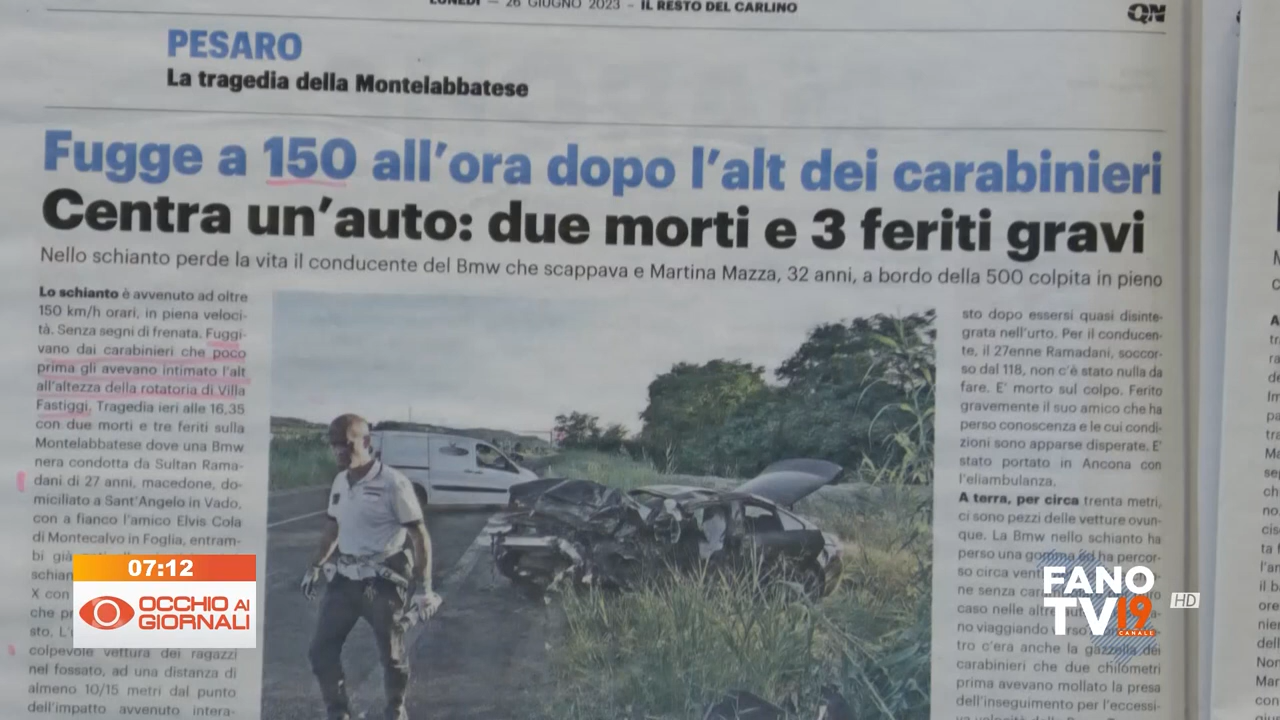 LUNEDÌ — 26 GIUGNO 2023 – IL RESTO DEL CARLINO
QN
PESARO
La tragedia della Montelabbatese
Fugge a 150 all'ora dopo l'alt dei carabinieri
Centra un'auto: due morti e 3 feriti gravi
Nello schianto perde la vita il conducente del Bmw che scappava e Martina Mazza, 32 anni, a bordo della 500 colpita in pieno
Lo schianto è avvenuto ad oltre
150 km/h orari, in piena veloci-
tà. Senza segni di frenata. Fuggi-
vano dai carabinieri che poco
prima gli avevano intimato l'alt
all'altezza della rotatoria di Villa
Fastiggi. Tragedia ieri alle 16,35
con due morti e tre feriti sulla
Montelabbatese dove una Bmw
nera condotta da Sultan Rama-
dani di 27 anni, macedone, do-
miciliato a Sant'Angelo in Vado,
con a fianco l'amico Elvis Cola
di Montecalvo in Foglia, entram-
bi già
schian
X con
che
sto. L'
colpevole vettura dei ragazzi
nel fossato, ad una distanza di
almeno 10/15 metri dal punto
dell'impatto avvenuto intera-
sto dopo essersi quasi disinte-
grata nell'urto. Per il conducen-
te, il 27enne Ramadani, soccor-
so dal 118, non c'è stato nulla da
fare. E' morto sul colpo. Ferito
gravemente il suo amico che ha
perso conoscenza e le cui condi-
zioni sono apparse disperate. E'
stato portato in Ancona con
l'eliambulanza.
A terra, per circa trenta metri,
ci sono pezzi delle vetture ovun-
que. La Bmw nello schianto ha
perso una gomma ed ha percor-
so circa
ne senza
caso nelle
no viaggiando verso
tro c'era anche la gazzella dei
carabinieri che due chilometri
prima avevano mollato la presa
dell'inseguimento per l'eccessi-
07:12
OCCHIO AI
GIORNALI
FANO
TV 19
CANALE
HD